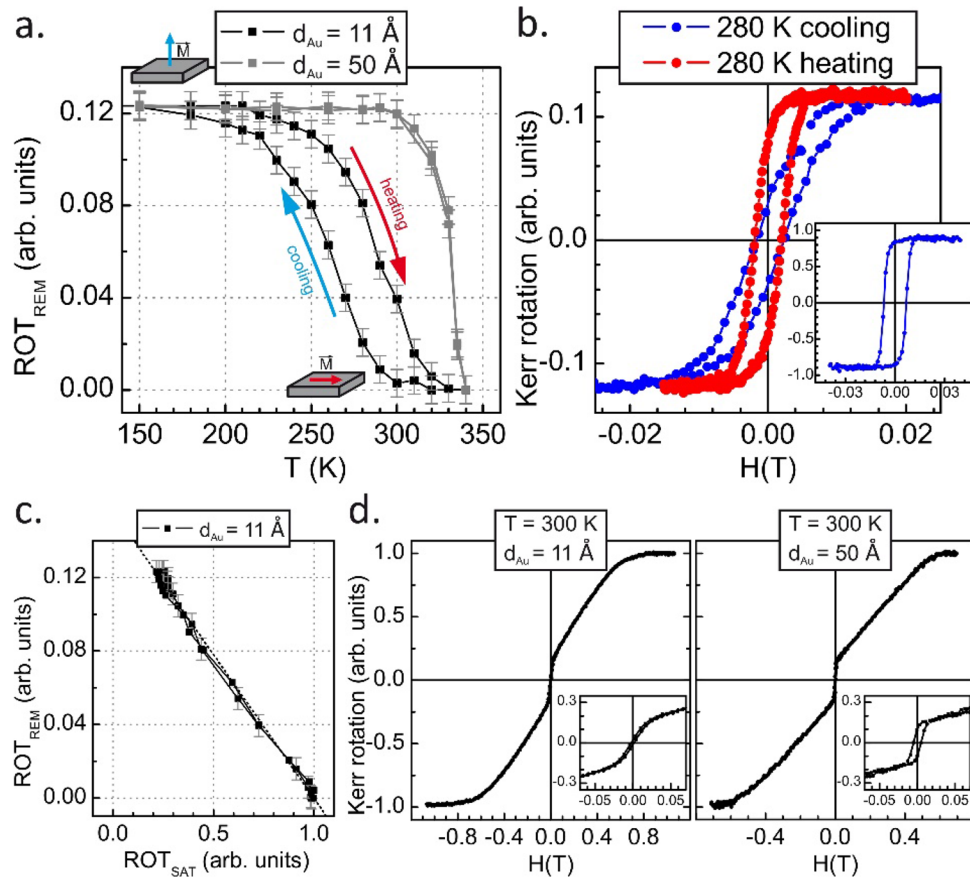 a.
d_Au = 11 Å
d_Au = 50 Å
M
0.12
0.08
0.04
0.00
ROT_REM (arb. units)
heating
cooling
M
150 200 250 300 350
T (K)
b.
280 K cooling
280 K heating
0.1
0.0
-0.1
Kerr rotation (arb. units)
-0.02 0.00 0.02
H(T)
1.0
0.5
0.0
-0.5
-1.0
-0.03 0.00 0.03
c.
d_Au = 11 Å
0.12
0.08
0.04
0.00
ROT_REM (arb. units)
0.0 0.5 1.0
ROT_SAT (arb. units)
d.
T = 300 K
d_Au = 11 Å
1.0
0.5
0.0
-0.5
-1.0
Kerr rotation (arb. units)
-0.8 -0.4 0.0 0.4 0.8
H(T)
0.3
0.0
-0.3
-0.05 0.00 0.05
T = 300 K
d_Au = 50 Å
-0.4 0.0 0.4
H(T)
0.3
0.0
-0.3
-0.05 0.00 0.05